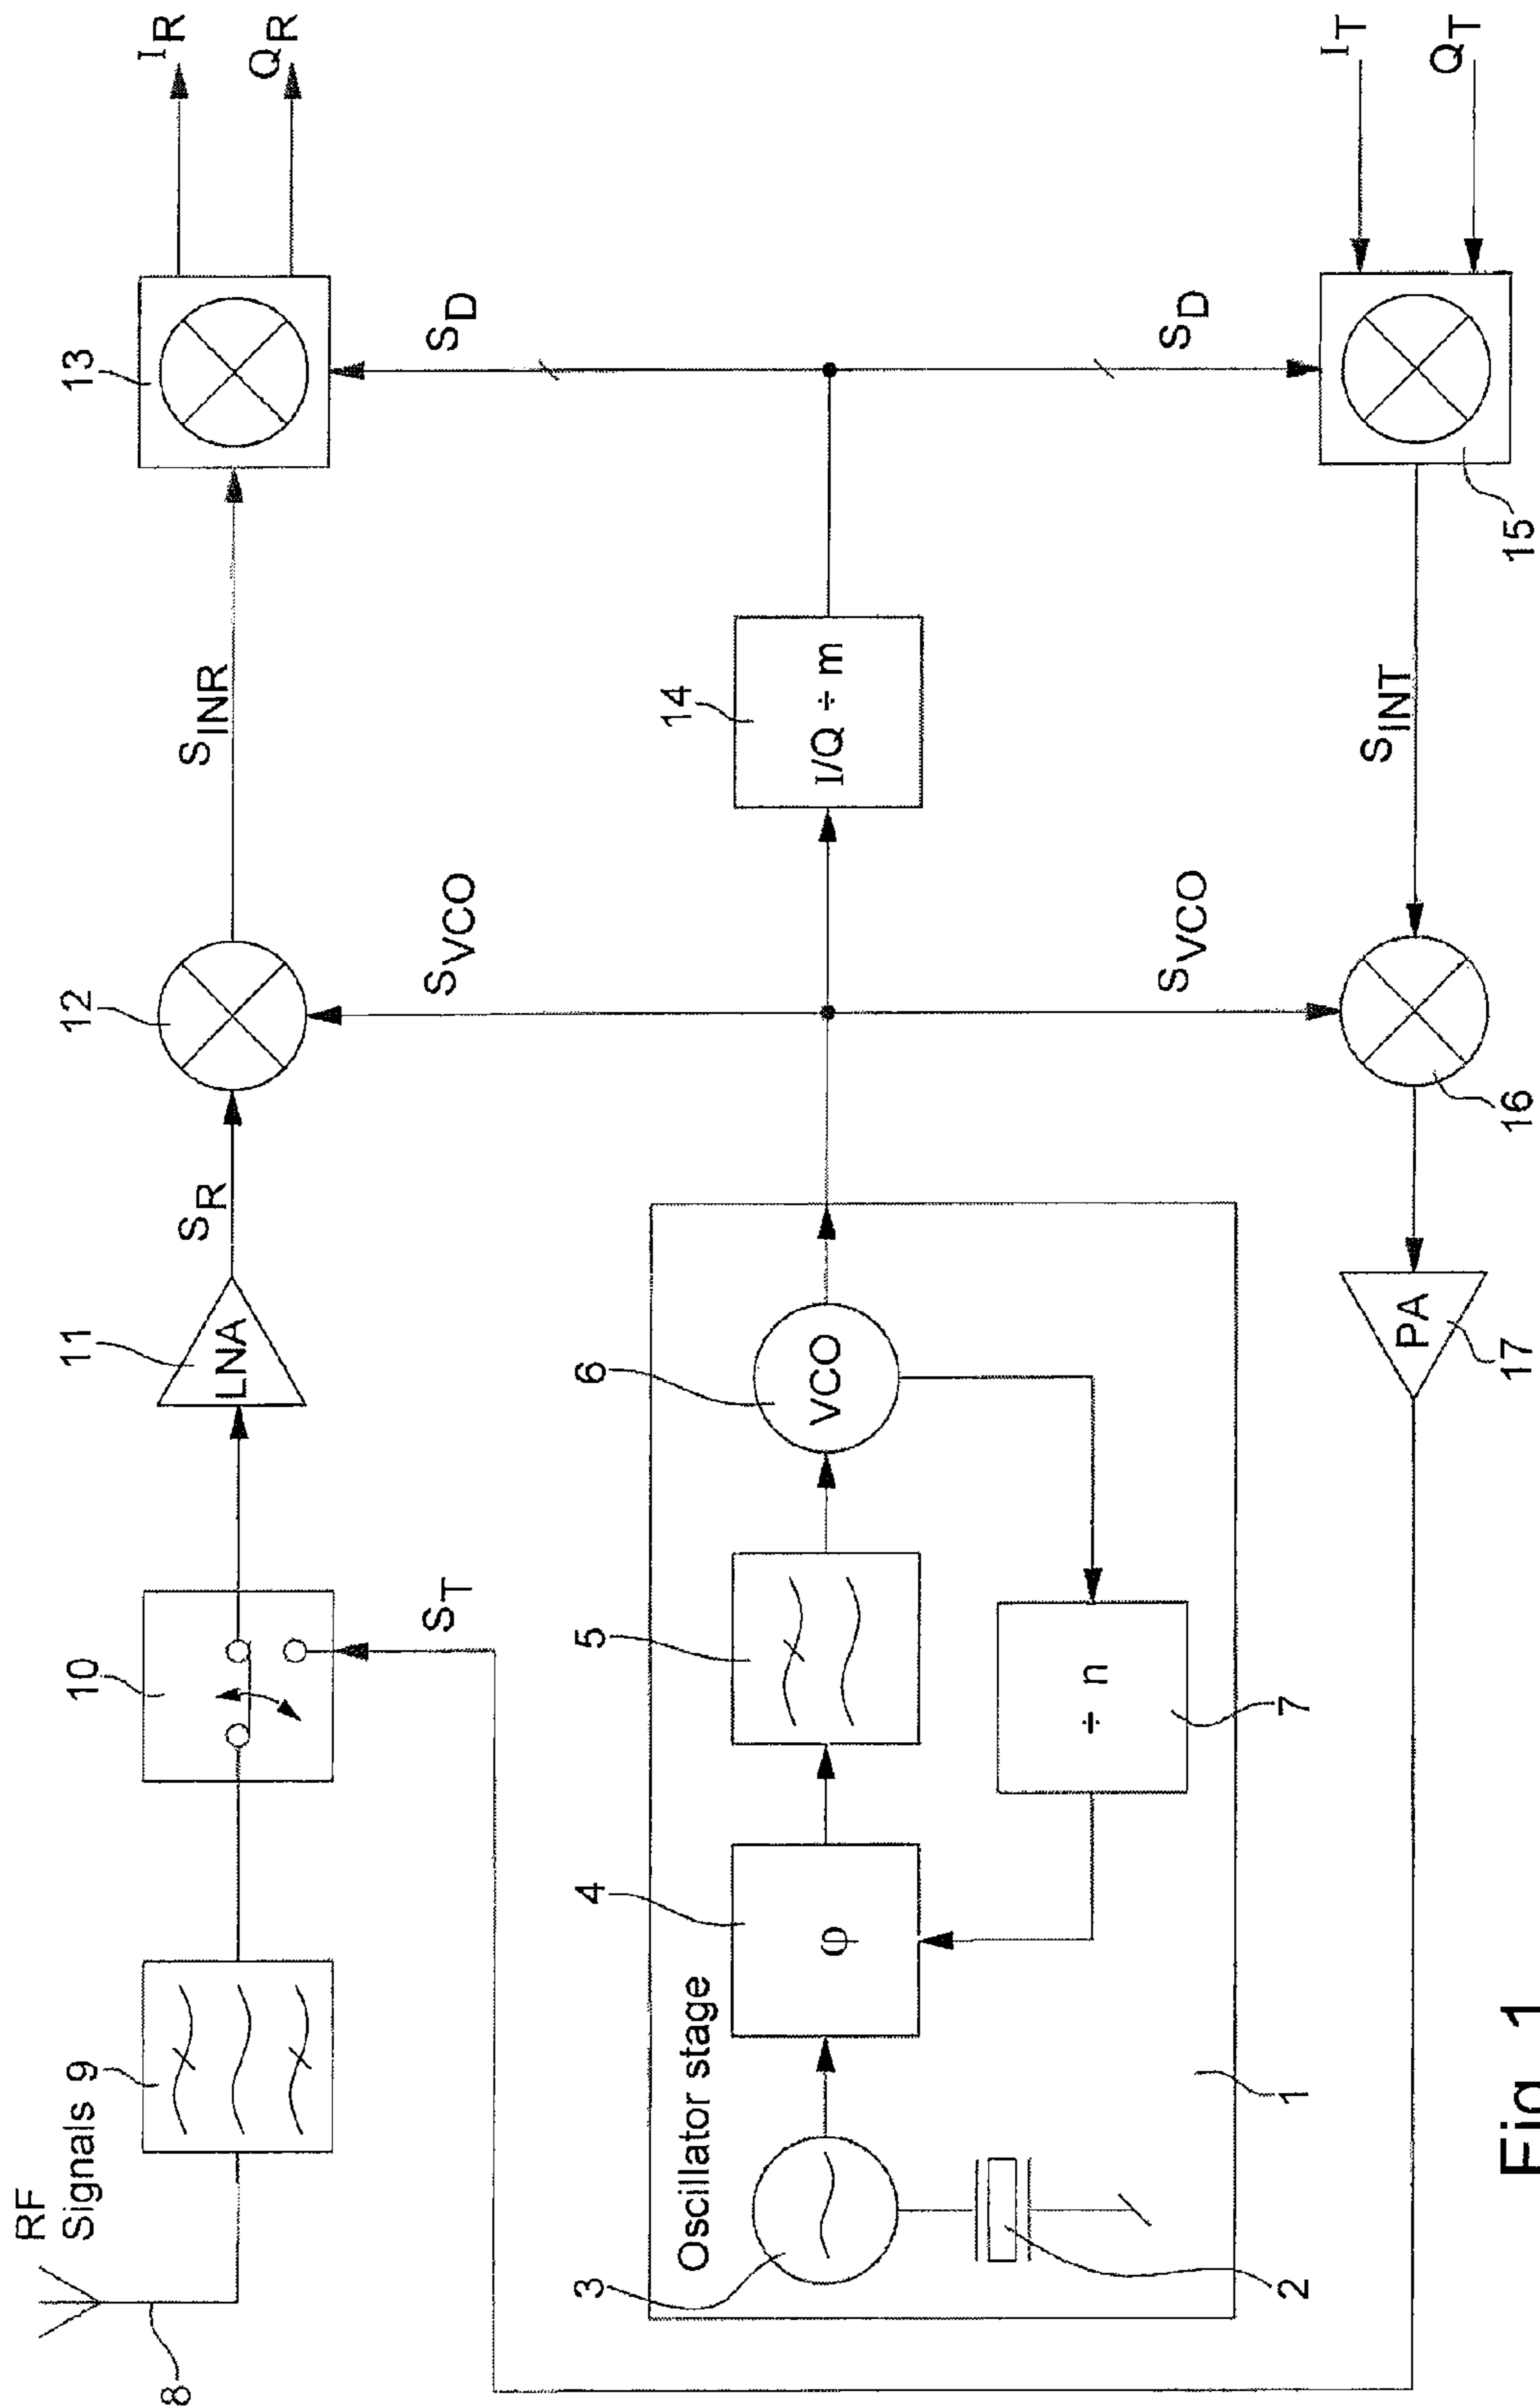 RF
Signals 9
8
10
11
LNA
S_R
12
S_INR
13
I_R
Q_R
S_T
Oscillator stage
3
4
φ
5
6
VCO
S_VCO
14
I/Q ÷ m
S_D
2
1
7
÷ n
S_VCO
S_D
17
PA
16
S_INT
15
I_T
Q_T
Fig. 1